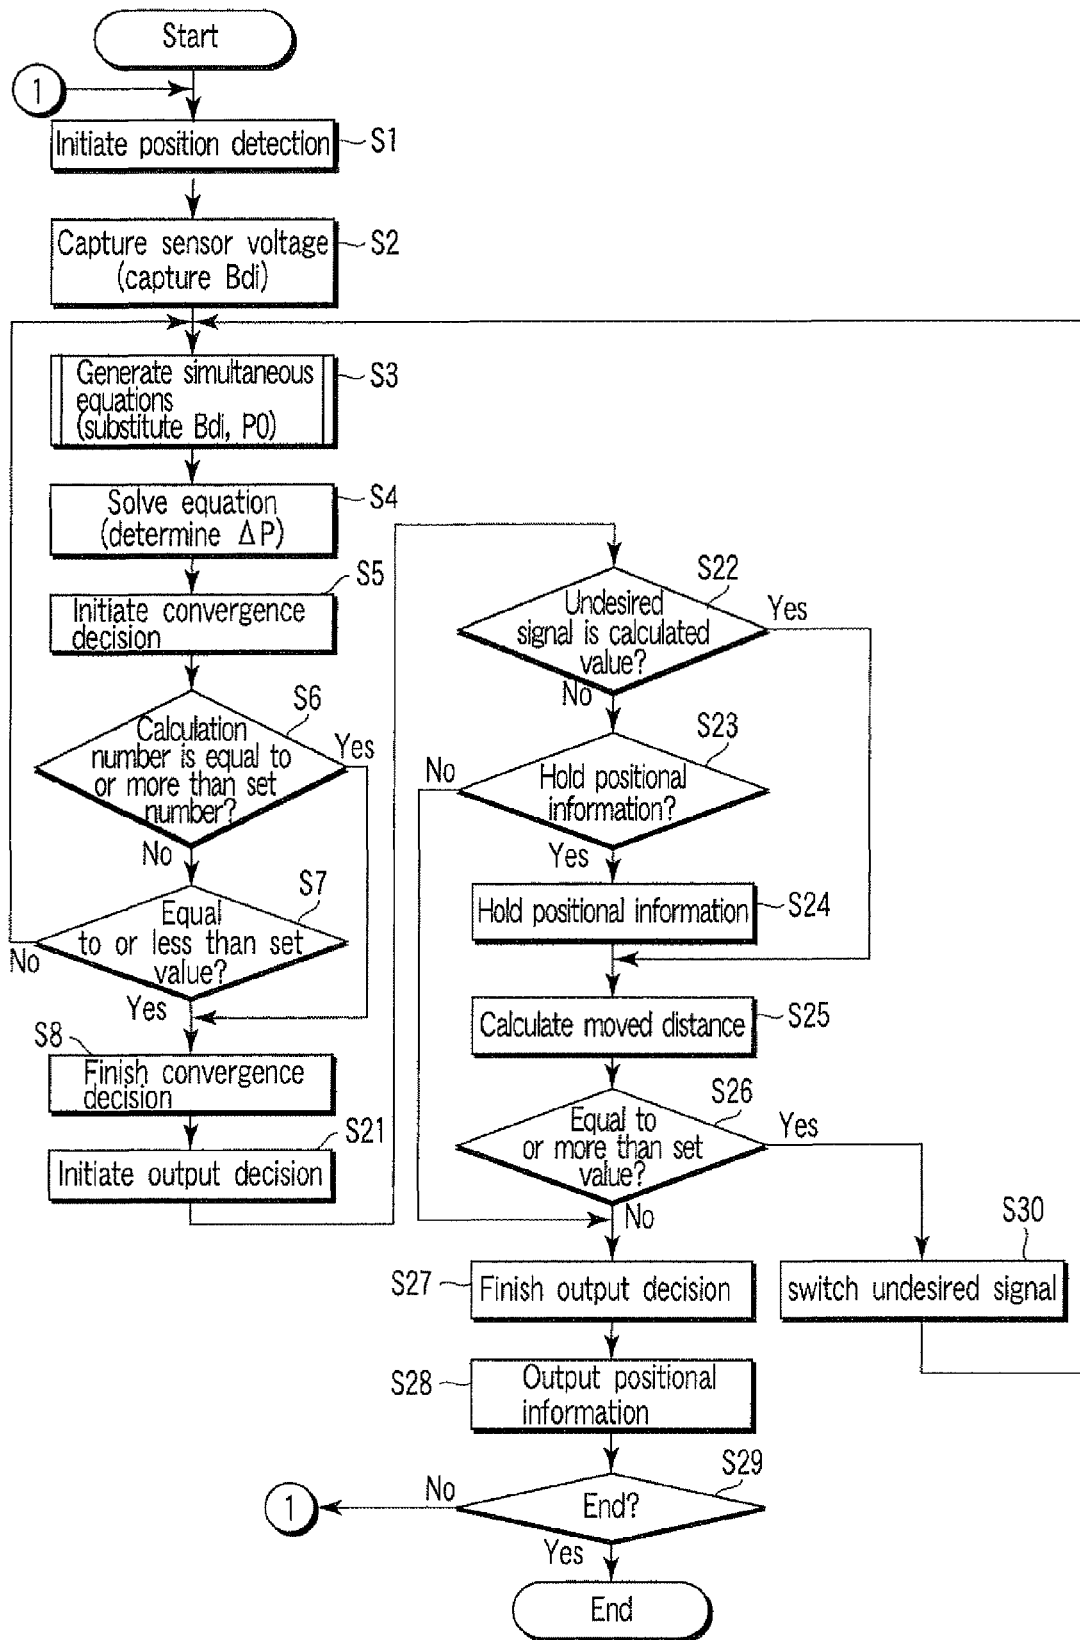 Start
1
Initiate position detection
S1
Capture sensor voltage
(capture Bdi)
S2
Generate simultaneous
equations
(substitute Bdi, P0)
S3
Solve equation
(determine ΔP)
S4
Initiate convergence
decision
S5
Calculation
number is equal to
or more than set
number?
S6
Yes
No
Equal
to or less than set
value?
S7
No
Yes
Finish convergence
decision
S8
Initiate output decision
S21
Undesired
signal is calculated
value?
S22
Yes
No
Hold positional
information?
S23
No
Yes
Hold positional information
S24
Calculate moved distance
S25
Equal to
or more than set
value?
S26
Yes
No
Finish output decision
S27
switch undesired signal
S30
Output positional
information
S28
End?
S29
No
1
Yes
End